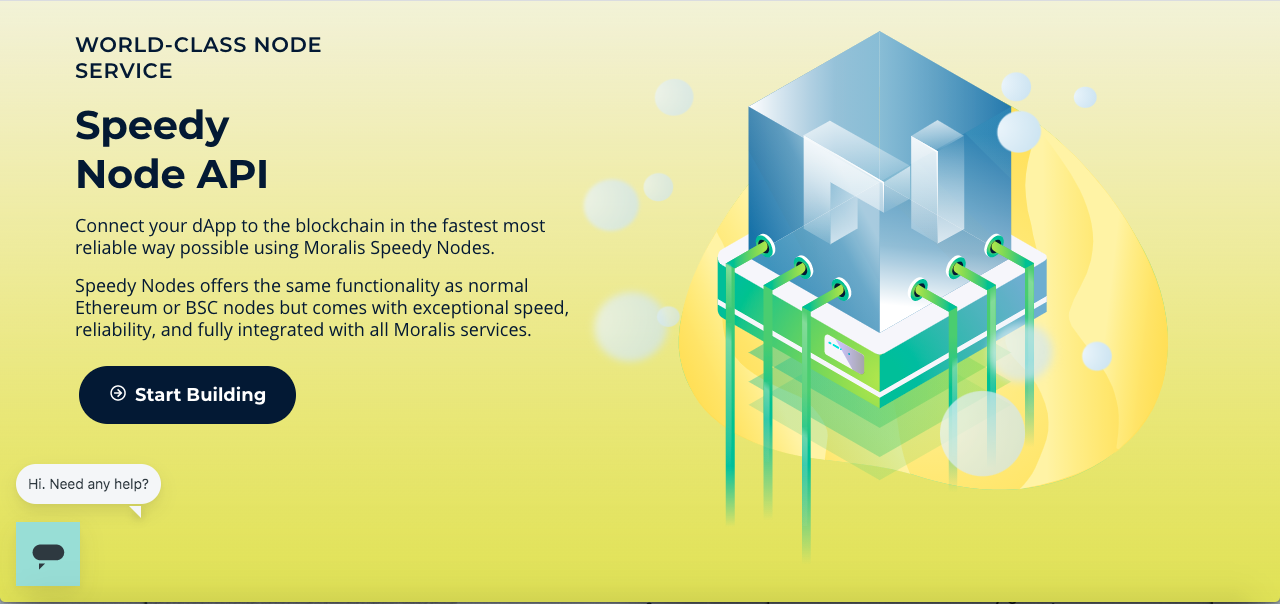 WORLD-CLASS NODE
SERVICE
Speedy
Node API
Connect your dApp to the blockchain in the fastest most
reliable way possible using Moralis Speedy Nodes.
Speedy Nodes offers the same functionality as normal
Ethereum or BSC nodes but comes with exceptional speed,
reliability, and fully integrated with all Moralis services.
Start Building
Hi. Need any help?